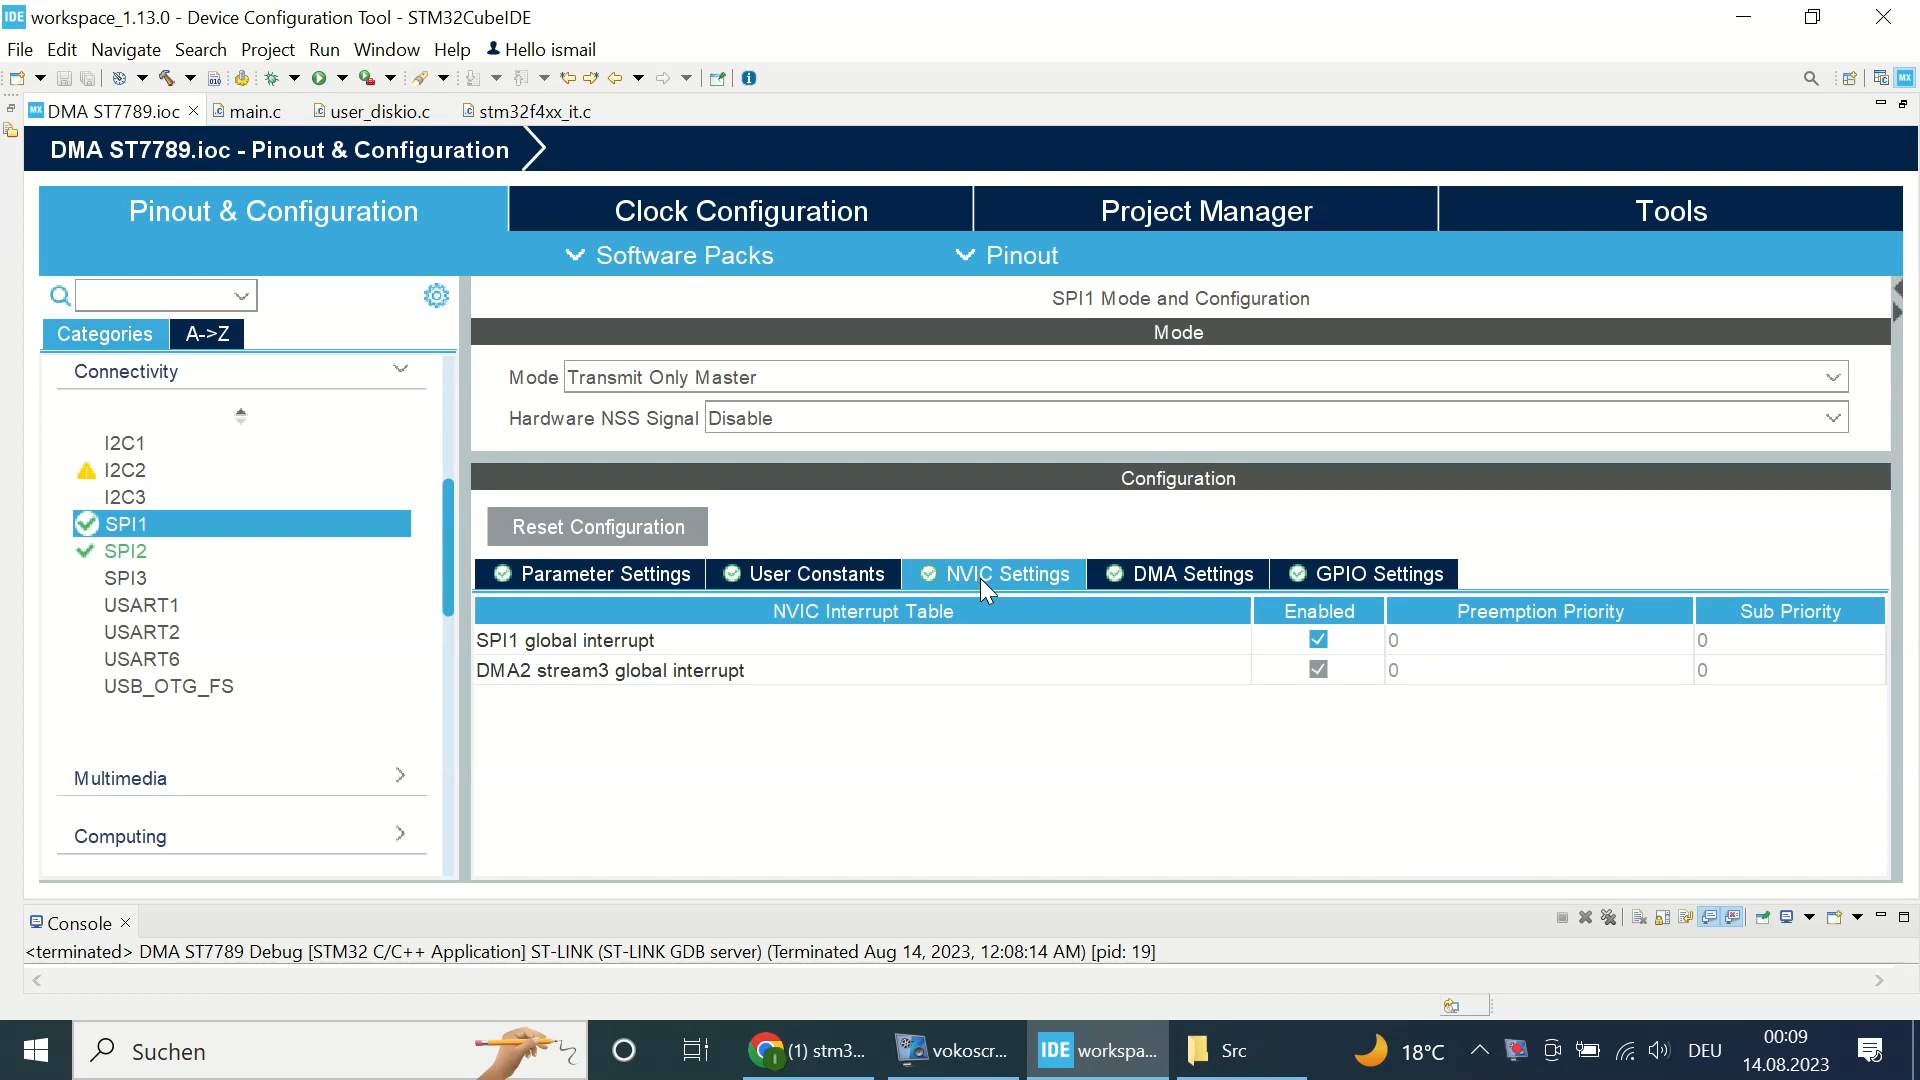 IDE workspace_1.13.0 - Device Configuration Tool - STM32CubeIDE
File Edit Navigate Search Project Run Window Help Hello ismail
010
MX
MX DMA ST7789.ioc main.c user_diskio.c stm32f4xx_it.c
DMA ST7789.ioc - Pinout & Configuration
Pinout & Configuration Clock Configuration Project Manager Tools
Software Packs Pinout
Categories A->Z
Connectivity
I2C1
I2C2
I2C3
SPI1
SPI2
SPI3
USART1
USART2
USART6
USB_OTG_FS
Multimedia
Computing
SPI1 Mode and Configuration
Mode
Mode Transmit Only Master
Hardware NSS Signal Disable
Configuration
Reset Configuration
Parameter Settings User Constants NVIC Settings DMA Settings GPIO Settings
NVIC Interrupt Table Enabled Preemption Priority Sub Priority
SPI1 global interrupt 0 0
DMA2 stream3 global interrupt 0 0
Console
<terminated> DMA ST7789 Debug [STM32 C/C++ Application] ST-LINK (ST-LINK GDB server) (Terminated Aug 14, 2023, 12:08:14 AM) [pid: 19]
Suchen (1) stm3... vokoscr... IDE workspa... Src 18°C DEU 00:09
14.08.2023